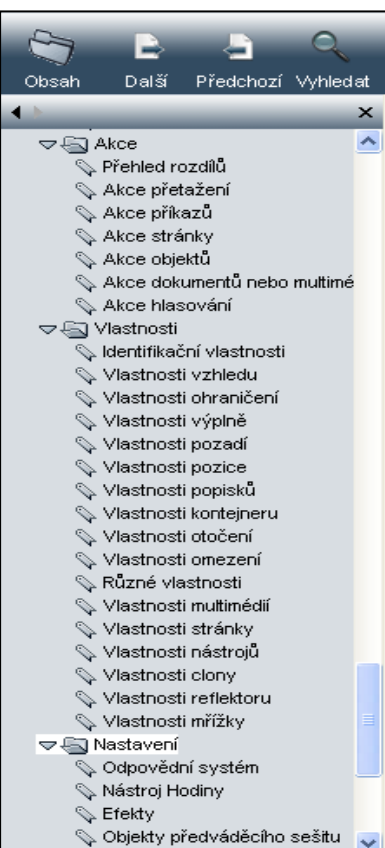 Obsah Další Předchozí Vyhledat
Akce
Přehled rozdílů
Akce přetažení
Akce příkazů
Akce stránky
Akce objektů
Akce dokumentů nebo multimé
Akce hlasování
Vlastnosti
Identifikační vlastnosti
Vlastnosti vzhledu
Vlastnosti ohraničení
Vlastnosti výplně
Vlastnosti pozadí
Vlastnosti pozice
Vlastnosti popisků
Vlastnosti kontejneru
Vlastnosti otočení
Vlastnosti omezení
Různé vlastnosti
Vlastnosti multimédií
Vlastnosti stránky
Vlastnosti nástrojů
Vlastnosti clony
Vlastnosti reflektoru
Vlastnosti mřížky
Nastavení
Odpovědní systém
Nástroj Hodiny
Efekty
Objekty předváděcího sešitu